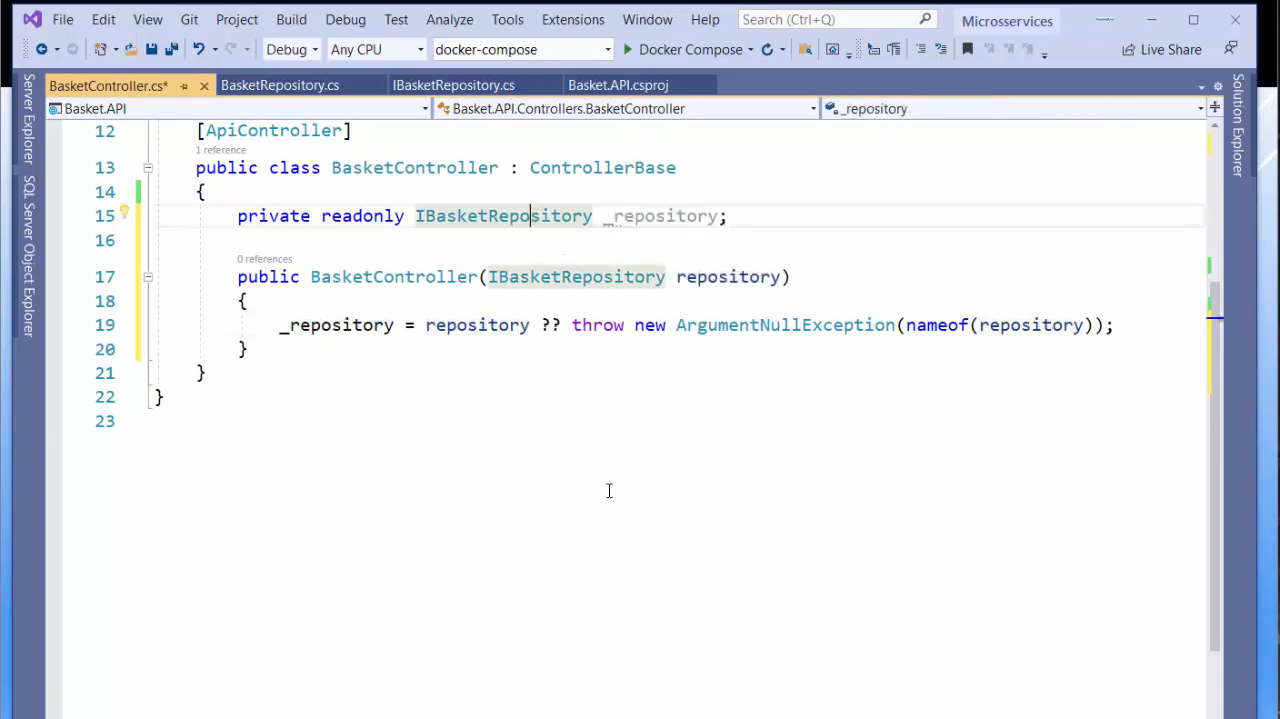 File Edit View Git Project Build Debug Test Analyze Tools Extensions Window Help Search (Ctrl+Q) Microsservices
Debug Any CPU docker-compose Docker Compose Live Share
BasketController.cs* BasketRepository.cs IBasketRepository.cs Basket.API.csproj
Basket.API Basket.API.Controllers.BasketController _repository
Server Explorer
SQL Server Object Explorer
Solution Explorer
12 [ApiController]
1 reference
13 public class BasketController : ControllerBase
14 {
15 private readonly IBasketRepository _repository;
16
0 references
17 public BasketController(IBasketRepository repository)
18 {
19 _repository = repository ?? throw new ArgumentNullException(nameof(repository));
20 }
21 }
22 }
23